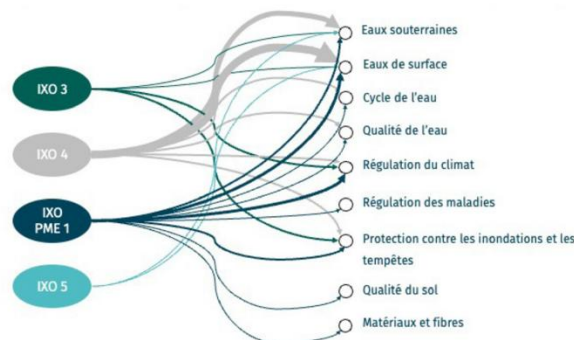 IXO 3
IXO 4
IXO
PME 1
IXO 5
Eaux souterraines
Eaux de surface
Cycle de l'eau
Qualité de l'eau
Régulation du climat
Régulation des maladies
Protection contre les inondations et les
tempêtes
Qualité du sol
Matériaux et fibres